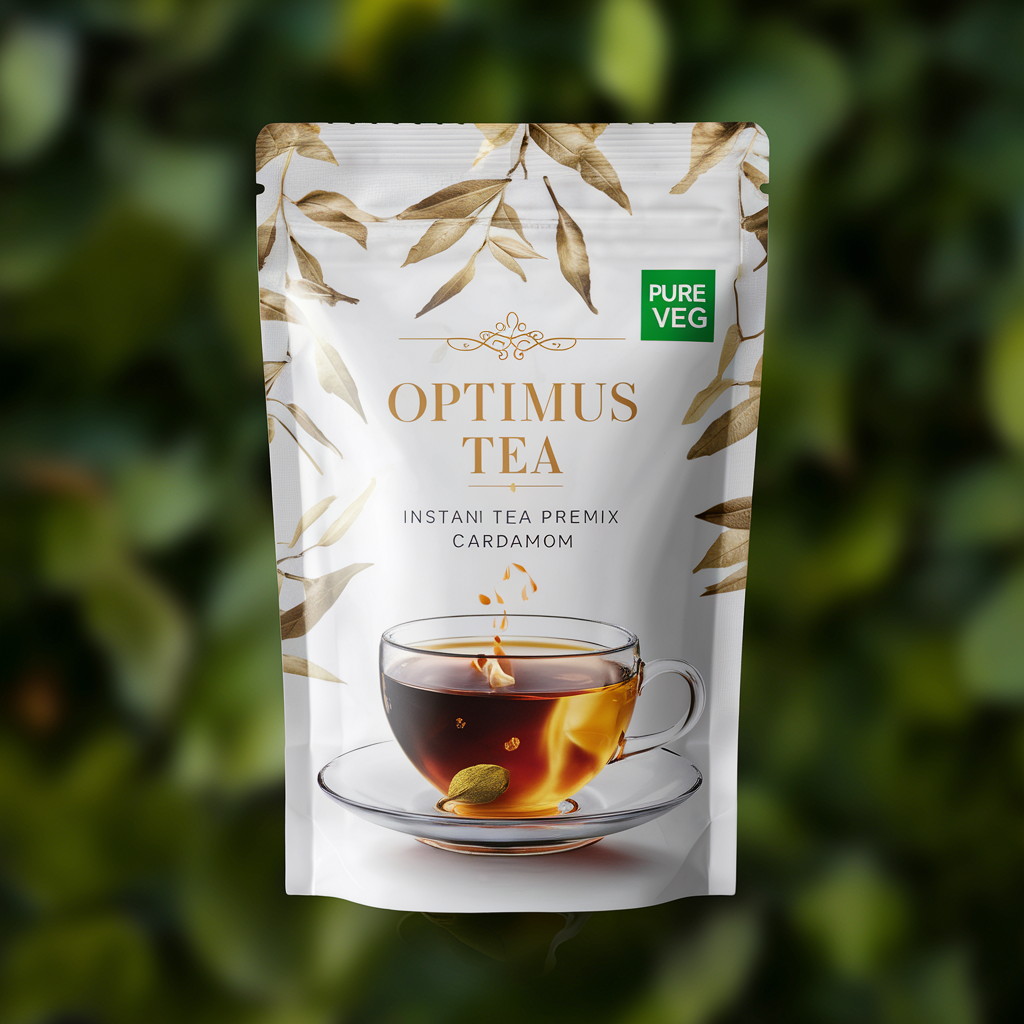 PURE
VEG
OPTIMUS
TEA
INSTANI TEA PREMIX
CARDAMOM